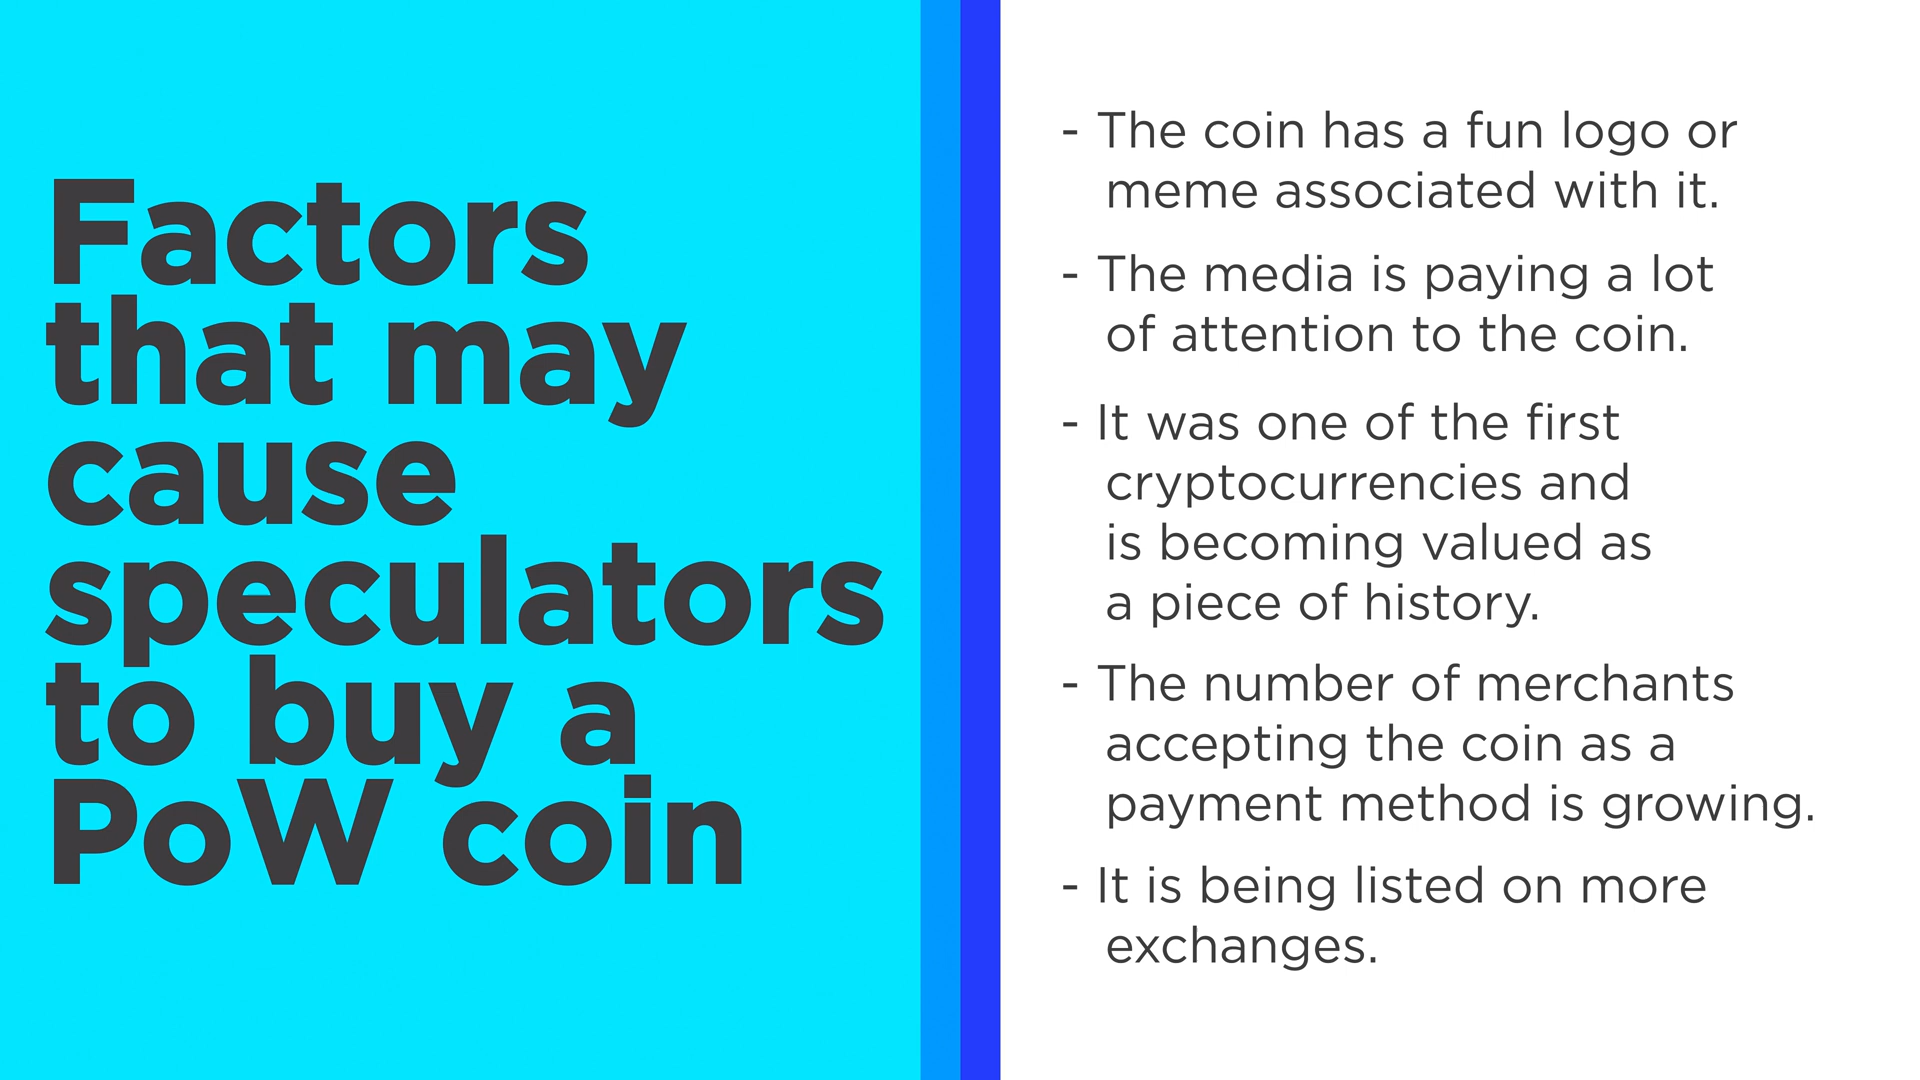 Factors
that may
cause
speculators
to buy a
PoW coin
- The coin has a fun logo or
meme associated with it.
- The media is paying a lot
of attention to the coin.
- It was one of the first
cryptocurrencies and
is becoming valued as
a piece of history.
- The number of merchants
accepting the coin as a
payment method is growing.
- It is being listed on more
exchanges.